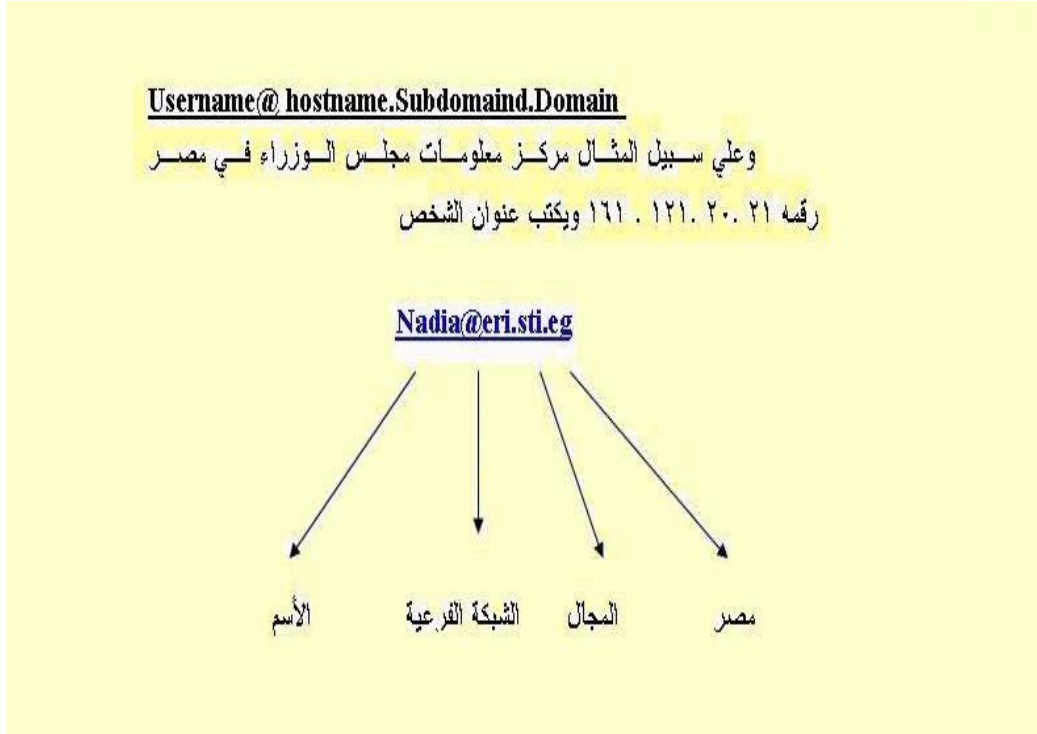 Username@ hostname.Subdomaind.Domain
وعلي سبيل المثال مركز معلومات مجلس الوزراء في مصر
رقمه ٢١ .٢٠ .١٢١ . ١٦١ ويكتب عنوان الشخص
Nadia@eri.sti.eg
مصر المجال الشبكة الفرعية الأسم